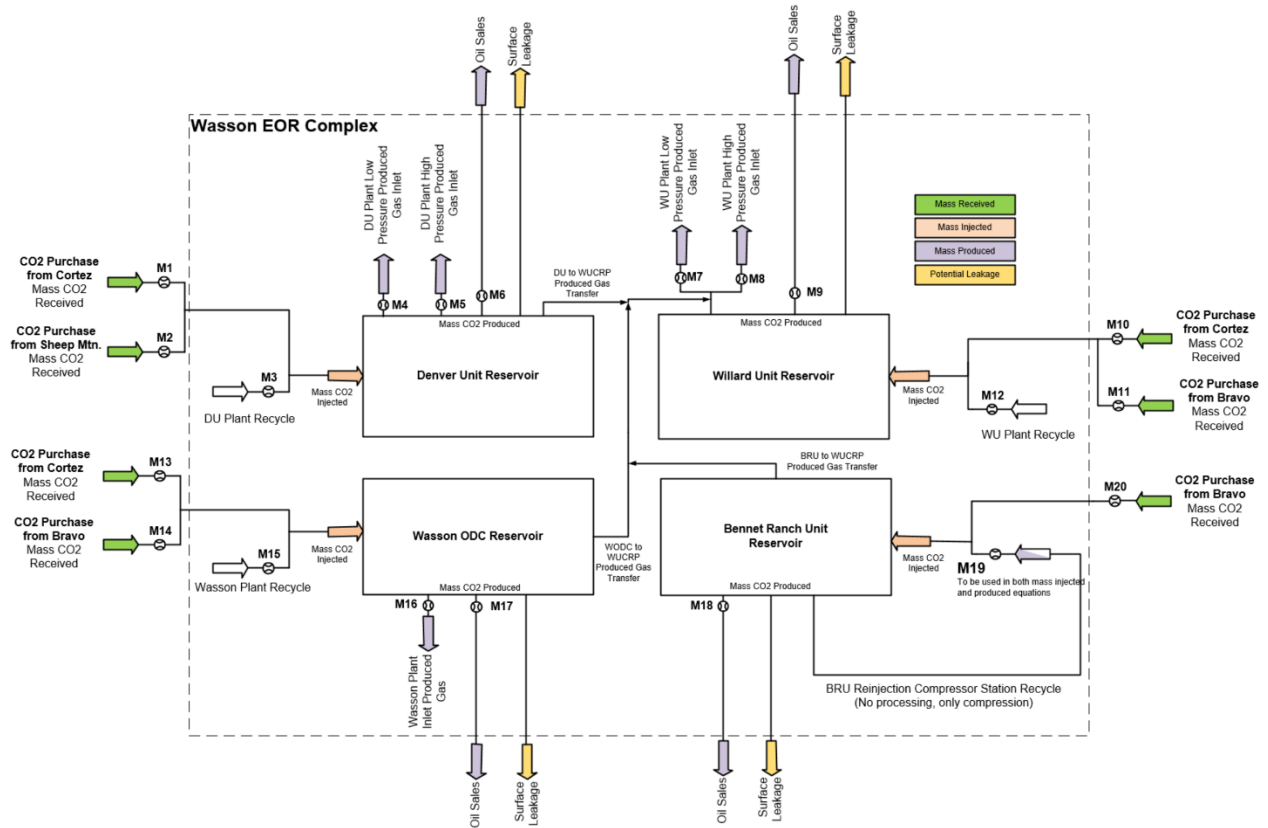 Wasson EOR Complex
Oil Sales
Surface
Leakage
Oil Sales
Surface
Leakage
DU Plant Low
Pressure Produced
Gas Inlet
DU Plant High
Pressure Produced
Gas Inlet
WU Plant Low
Pressure Produced
Gas Inlet
WU Plant High
Pressure Produced
Gas Inlet
Mass Received
Mass Injected
Mass Produced
Potential Leakage
CO2 Purchase
from Cortez
Mass CO2
Received
M1
CO2 Purchase
from Sheep Mtn.
Mass CO2
Received
M2
M3
DU Plant Recycle
Mass CO2
Injected
M4
M5
M6
DU to WUCRP
Produced Gas
Transfer
Mass CO2 Produced
Denver Unit Reservoir
M7
M8
M9
Mass CO2 Produced
Willard Unit Reservoir
Mass CO2
Injected
M10
CO2 Purchase
from Cortez
Mass CO2
Received
M11
CO2 Purchase
from Bravo
Mass CO2
Received
M12
WU Plant Recycle
CO2 Purchase
from Cortez
Mass CO2
Received
M13
CO2 Purchase
from Bravo
Mass CO2
Received
M14
M15
Wasson Plant Recycle
Mass CO2
Injected
Wasson ODC Reservoir
Mass CO2 Produced
WODC to
WUCRP
Produced Gas
Transfer
BRU to WUCRP
Produced Gas Transfer
Bennet Ranch Unit
Reservoir
Mass CO2 Produced
Mass CO2
Injected
M20
CO2 Purchase
from Bravo
Mass CO2
Received
M19
To be used in both mass injected
and produced equations
M16
M17
M18
Wasson Plant
Inlet Produced
Gas
BRU Reinjection Compressor Station Recycle
(No processing, only compression)
Oil Sales
Surface
Leakage
Oil Sales
Surface
Leakage